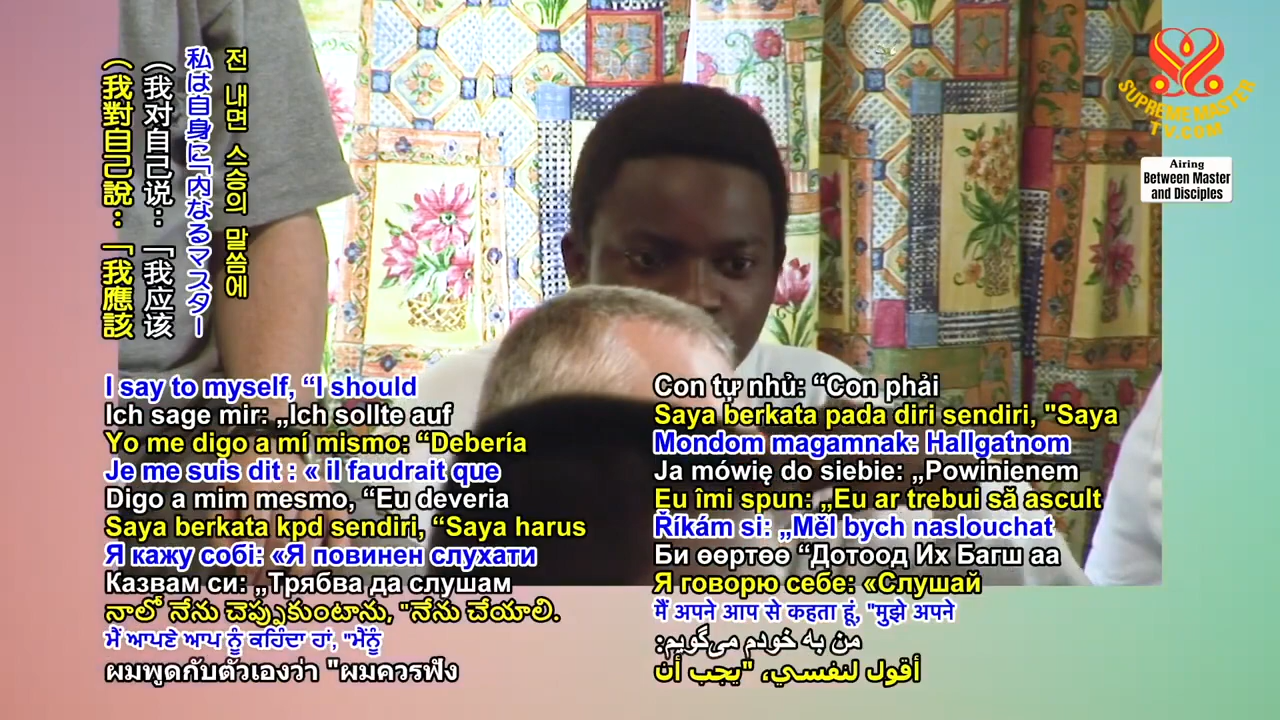 전 내면 스승의 말씀에
私は自身に「内なるマスター
（我对自己说：「我应该
（我對自己說：「我應該
SUPREME MASTER
TV.COM
Airing
Between Master
and Disciples
I say to myself, “I should
Ich sage mir: „Ich sollte auf
Yo me digo a mí mismo: “Debería
Je me suis dit : « il faudrait que
Digo a mim mesmo, “Eu deveria
Saya berkata kpd sendiri, “Saya harus
Я кажу собі: «Я повинен слухати
Казвам си: „Трябва да слушам
నాలో నేను చెప్పుకుంటాను, "నేను చేయాలి.
ਮੈਂ ਆਪਣੇ ਆਪ ਨੂੰ ਕਹਿੰਦਾ ਹਾਂ, "ਮੈਨੂੰ
ผมพูดกับตัวเองว่า "ผมควรฟัง
Con tự nhủ: “Con phải
Saya berkata pada diri sendiri, "Saya
Mondom magamnak: Hallgatnom
Ja mówię do siebie: „Powinienem
Eu îmi spun: „Eu ar trebui să ascult
Říkám si: „Měl bych naslouchat
Би өөртөө “Дотоод Их Багш аа
Я говорю себе: «Слушай
मैं अपने आप से कहता हूं, "मुझे अपने
من به خودم می‌گویم:
أقول لنفسي، "يجب أن